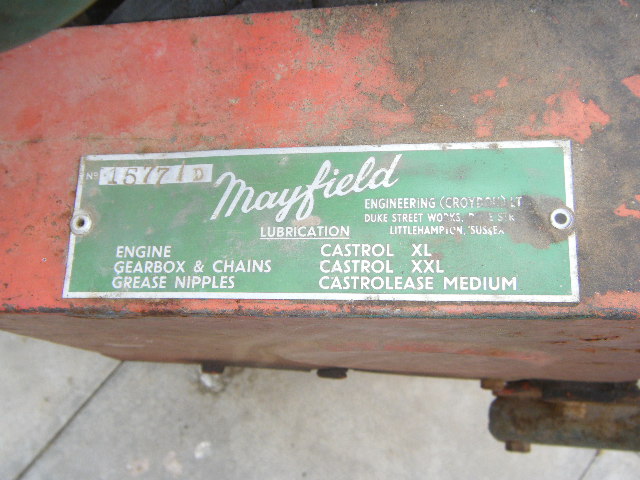 Nº 15771D Mayfield
ENGINEERING (CROYDON) LT
DUKE STREET WORKS,
LITTLEHAMPTON, SUSSEX
LUBRICATION
ENGINE CASTROL XL
GEARBOX & CHAINS CASTROL XXL
GREASE NIPPLES CASTROLEASE MEDIUM